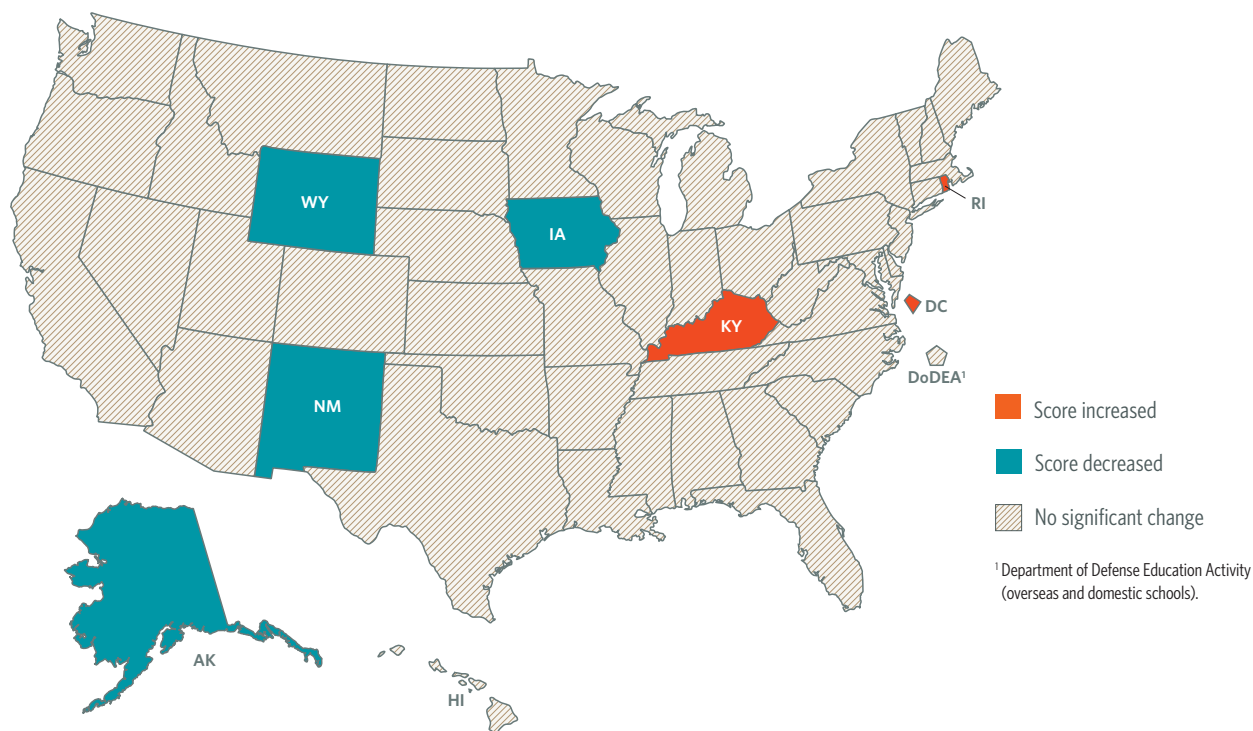 WY
IA
RI
DC
KY
DoDEA¹
NM
Score increased
Score decreased
No significant change
¹ Department of Defense Education Activity
(overseas and domestic schools).
AK
HI